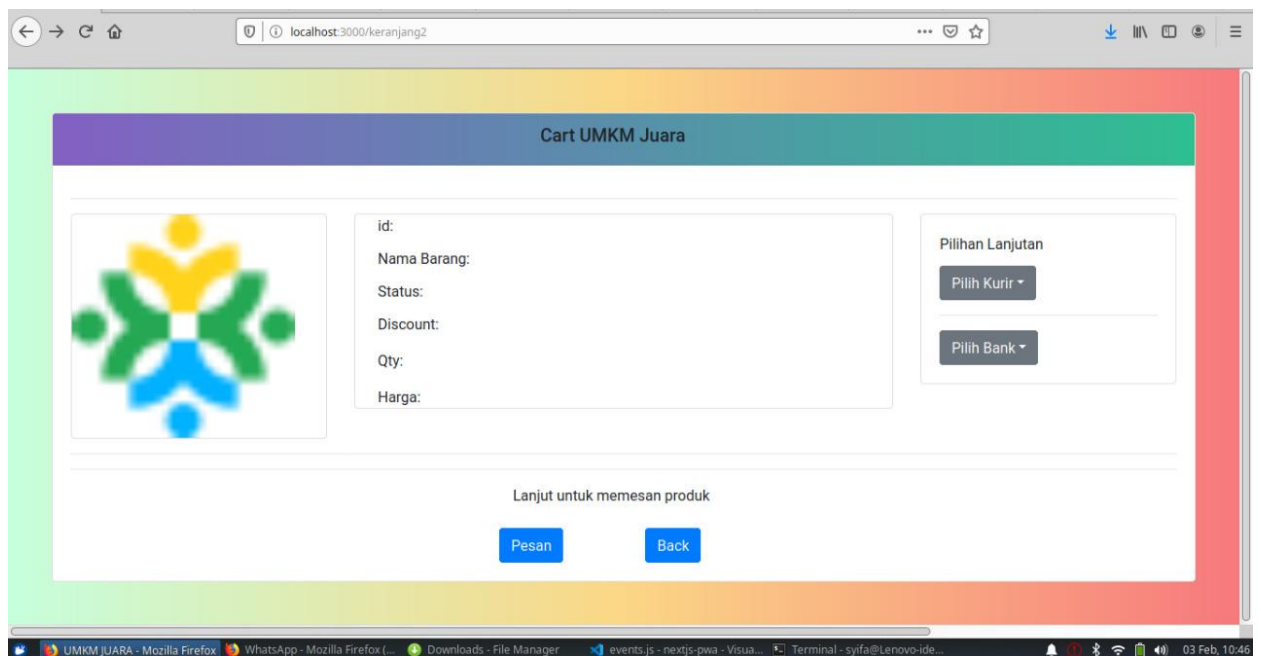 localhost:3000/keranjang2
Cart UMKM Juara
id:
Nama Barang:
Status:
Discount:
Qty:
Harga:
Pilihan Lanjutan
Pilih Kurir
Pilih Bank
Lanjut untuk memesan produk
Pesan Back
UMKM JUARA - Mozilla Firefox WhatsApp - Mozilla Firefox (... Downloads - File Manager events.js - nextjs-pwa - Visua... Terminal - syifa@Lenovo-ide... 03 Feb, 10:46